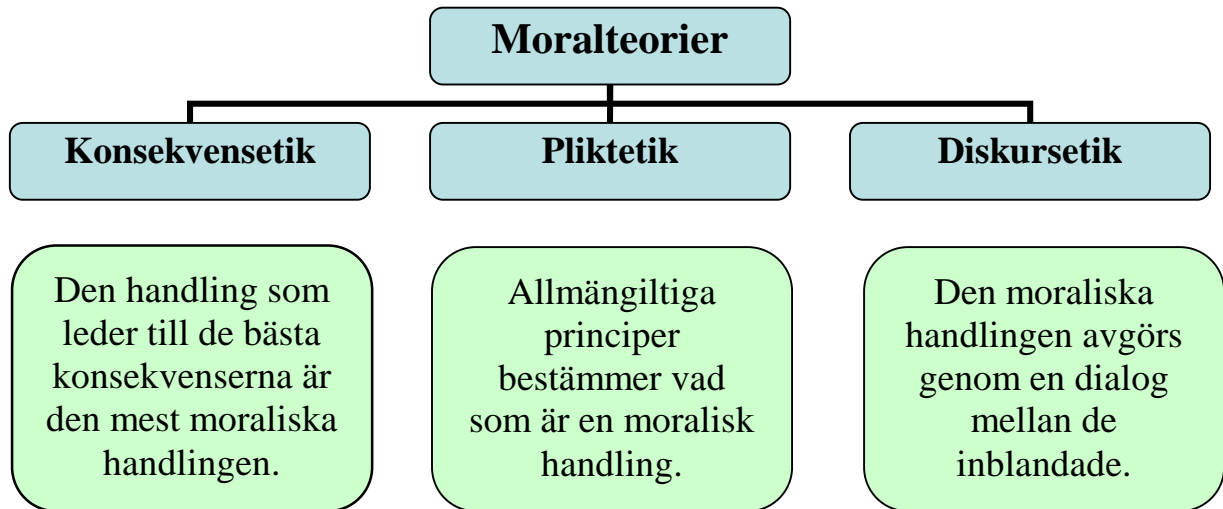 Moralteorier
Konsekvensetik
Pliktetik
Diskursetik
Den handling som
leder till de bästa
konsekvenserna är
den mest moraliska
handlingen.
Allmängiltiga
principer
bestämmer vad
som är en moralisk
handling.
Den moraliska
handlingen avgörs
genom en dialog
mellan de
inblandade.